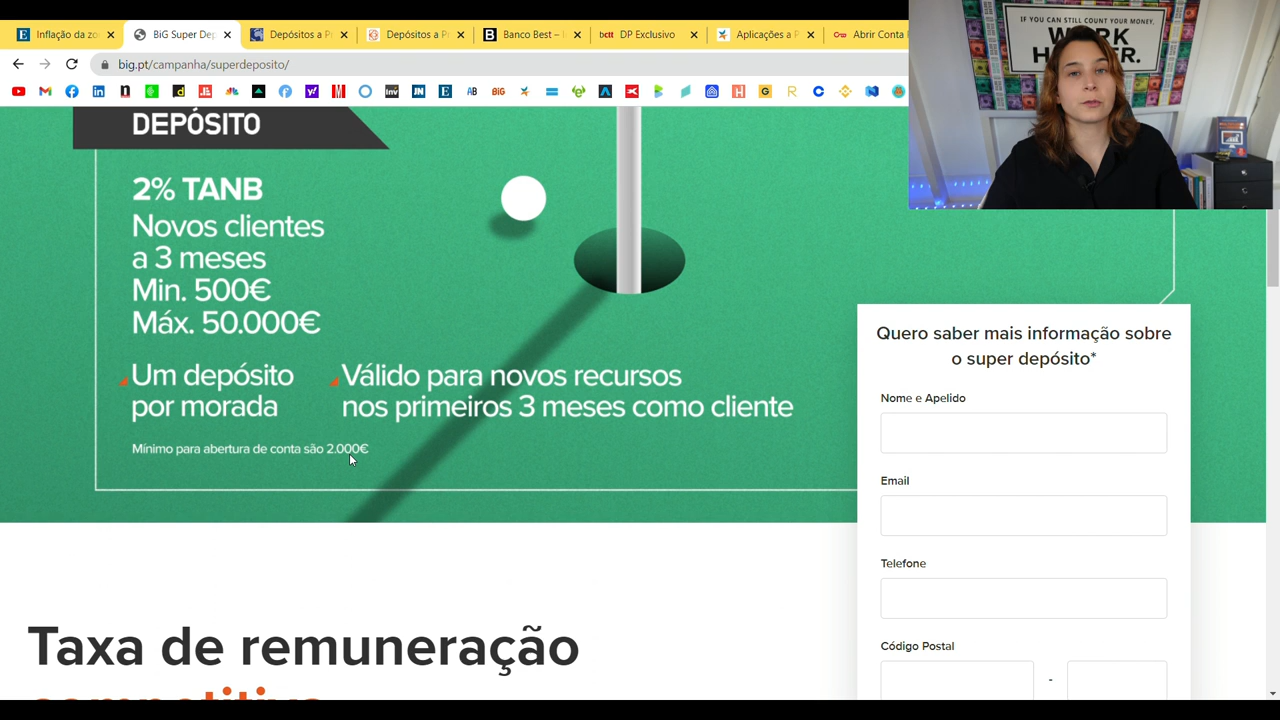 Inflação da zo
BiG Super Dep
Depósitos a P
Depósitos a P
Banco Best – I
DP Exclusivo
Aplicações a P
Abrir Conta
big.pt/campanha/superdeposito/
IF YOU CAN STILL COUNT YOUR MONEY,
WORK
HARDER.
DEPÓSITO
2% TANB
Novos clientes
a 3 meses
Min. 500€
Máx. 50.000€
Um depósito
por morada
Válido para novos recursos
nos primeiros 3 meses como cliente
Mínimo para abertura de conta são 2.000€
Quero saber mais informação sobre
o super depósito*
Nome e Apelido
Email
Telefone
Código Postal
-
Taxa de remuneração
competitiva